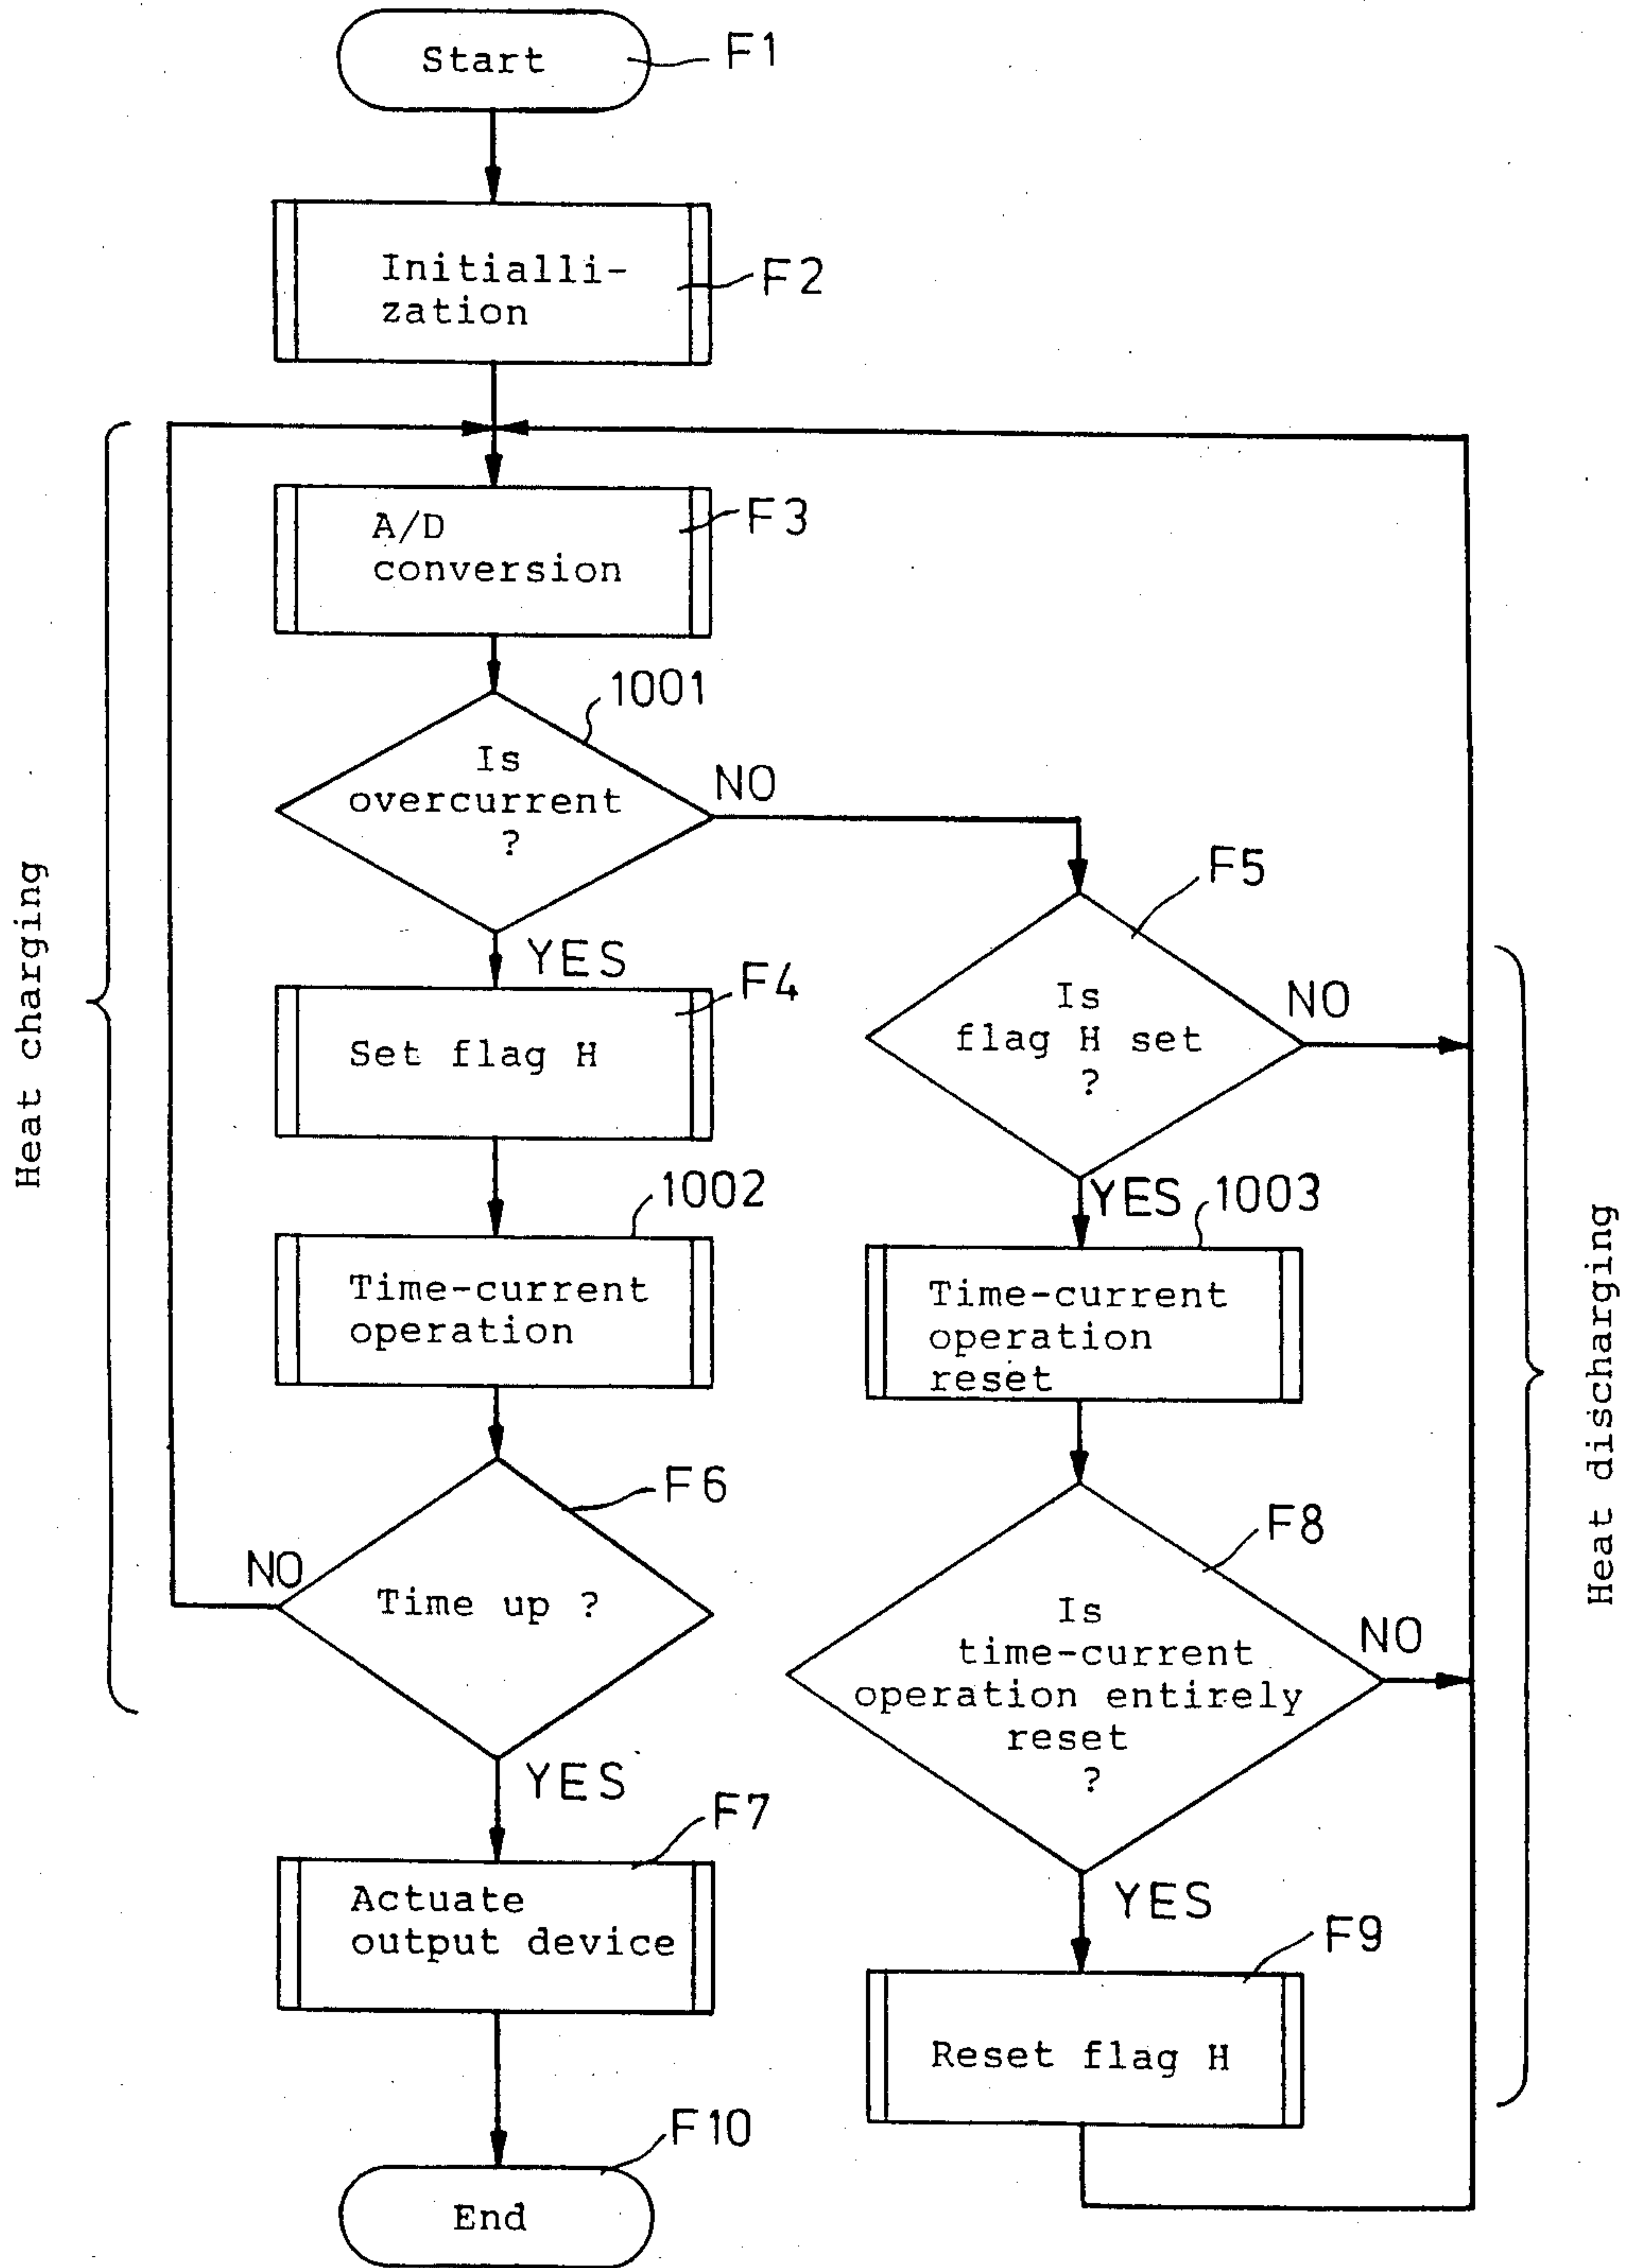 Start
F1
Initialli-
zation
F2
A/D
conversion
F3
1001
Is
overcurrent
?
NO
YES
Set flag H
F4
1002
Time-current
operation
F6
Time up ?
NO
YES
F7
Actuate
output device
F10
End
F5
Is
flag H set
?
NO
YES
1003
Time-current
operation
reset
F8
Is
time-current
operation entirely
reset
?
NO
YES
F9
Reset flag H
Heat charging
Heat discharging